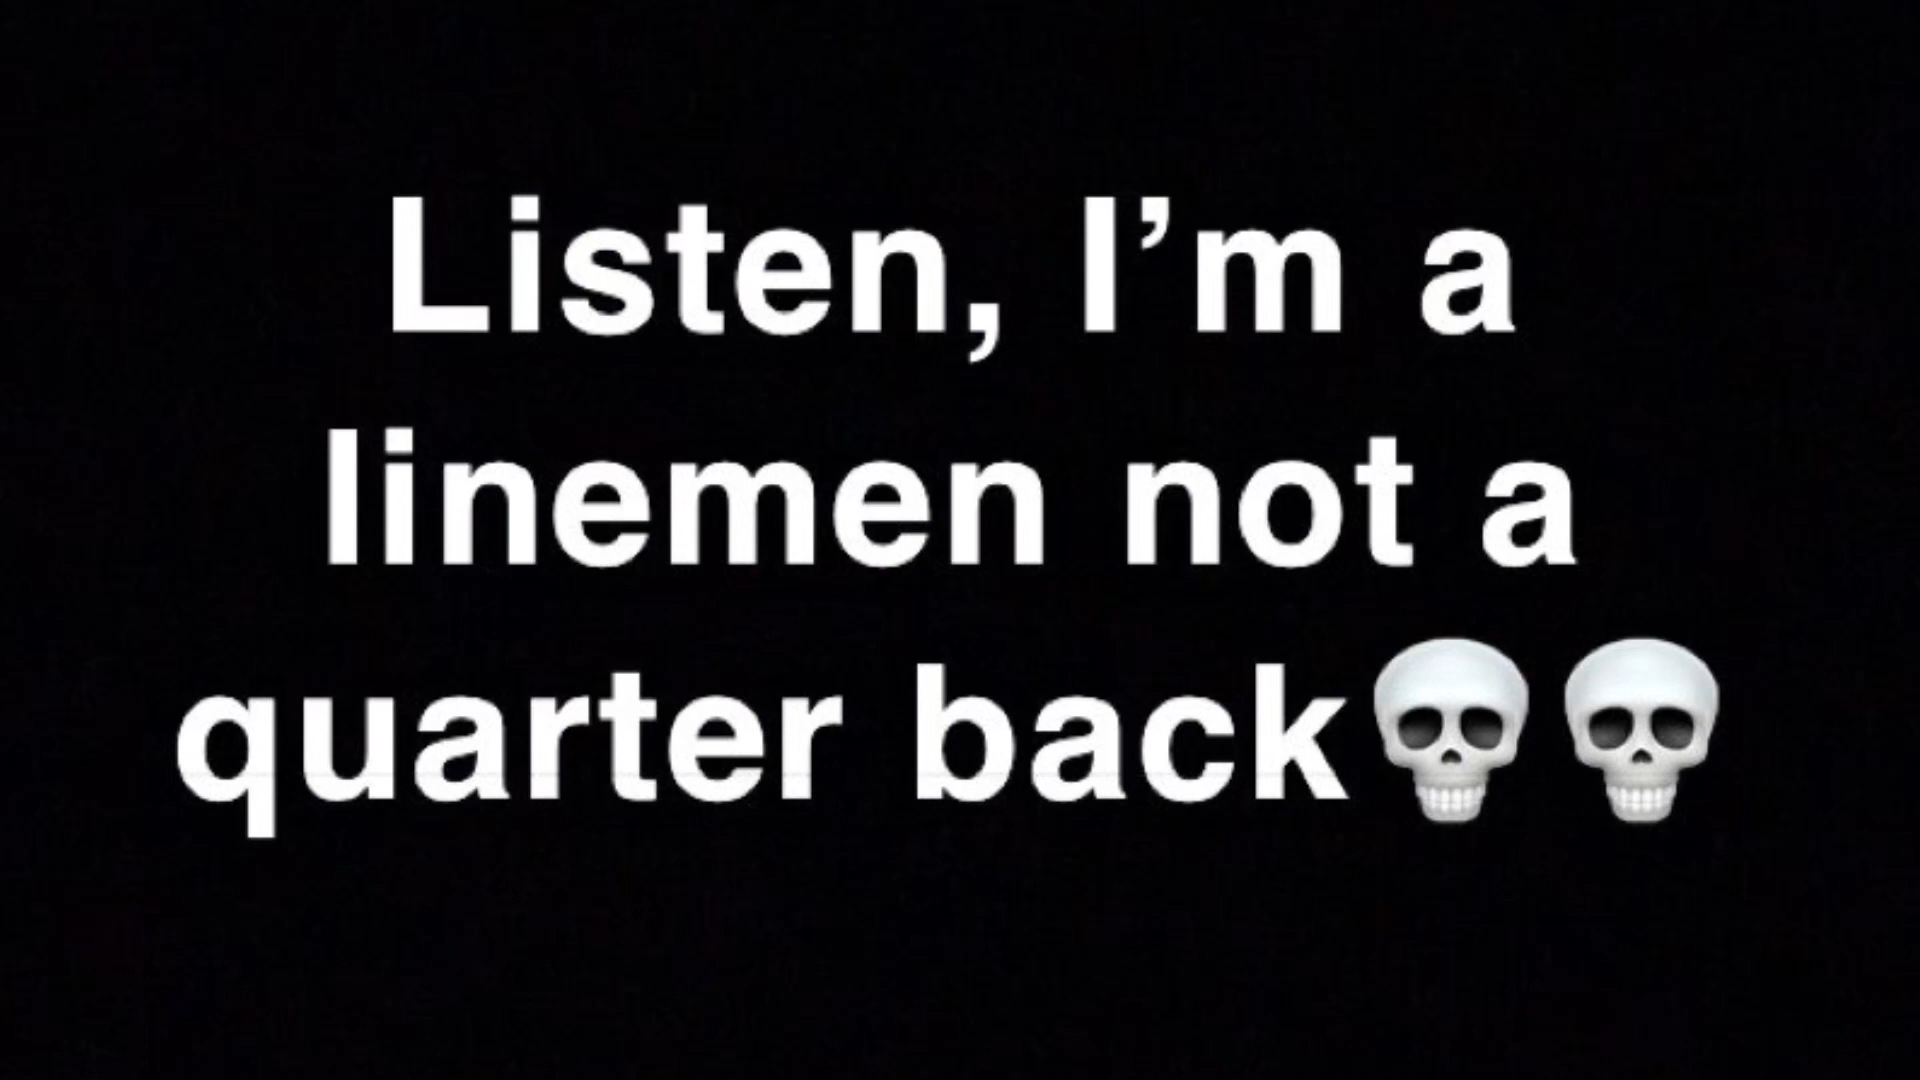 Listen, I’m a
linemen not a
quarter back💀💀